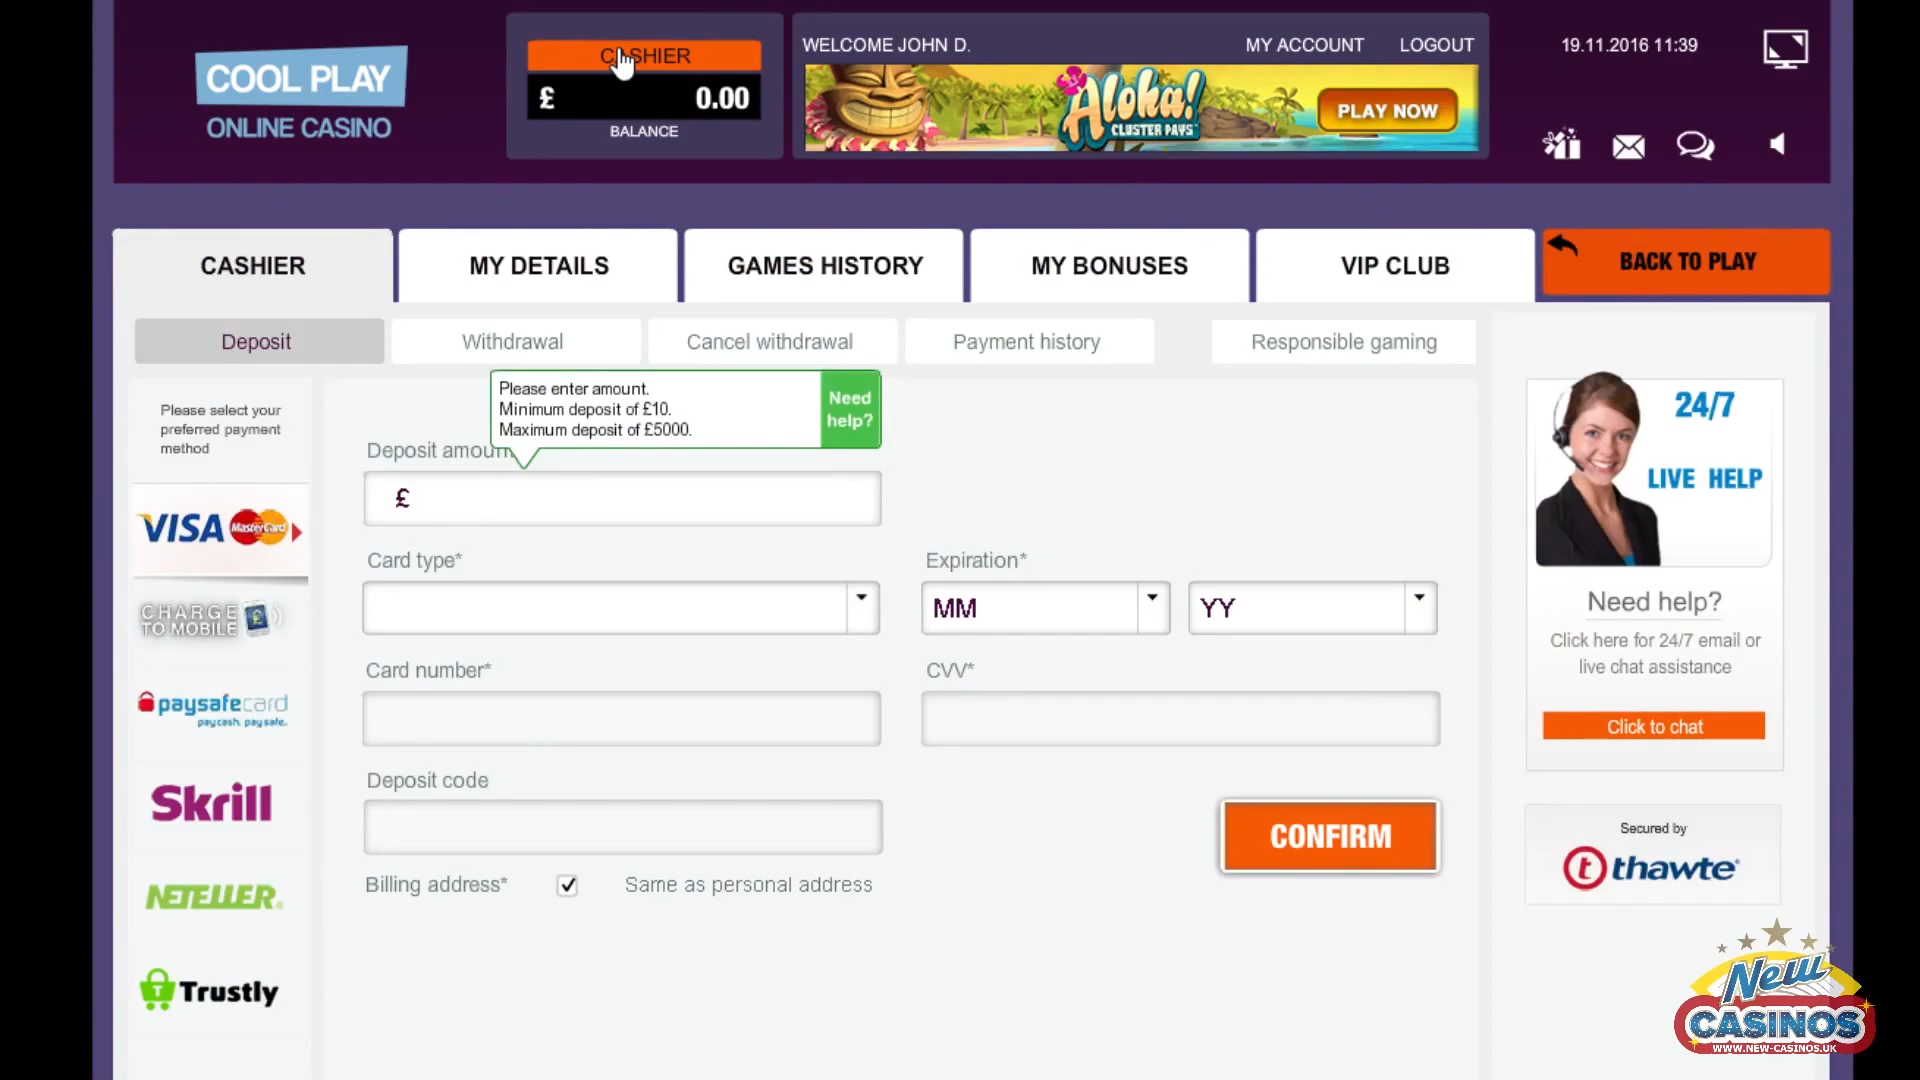 COOL PLAY
ONLINE CASINO
CASHIER
£ 0.00
BALANCE
WELCOME JOHN D.
MY ACCOUNT
LOGOUT
Aloha!
CLUSTER PAYS
PLAY NOW
19.11.2016 11:39
CASHIER
MY DETAILS
GAMES HISTORY
MY BONUSES
VIP CLUB
BACK TO PLAY
Deposit
Withdrawal
Cancel withdrawal
Payment history
Responsible gaming
Please select your
preferred payment
method
VISA MasterCard
CHARGE
TO MOBILE £
paysafecard
pay cash. pay safe.
Skrill
NETELLER®
T Trustly
Please enter amount.
Minimum deposit of £10.
Maximum deposit of £5000.
Need
help?
Deposit amount
£
Card type*
Expiration*
MM
YY
Card number*
CVV*
Deposit code
CONFIRM
Billing address*
Same as personal address
24/7
LIVE HELP
Need help?
Click here for 24/7 email or
live chat assistance
Click to chat
Secured by
t thawte
New
CASINOS
WWW.NEW-CASINOS.UK